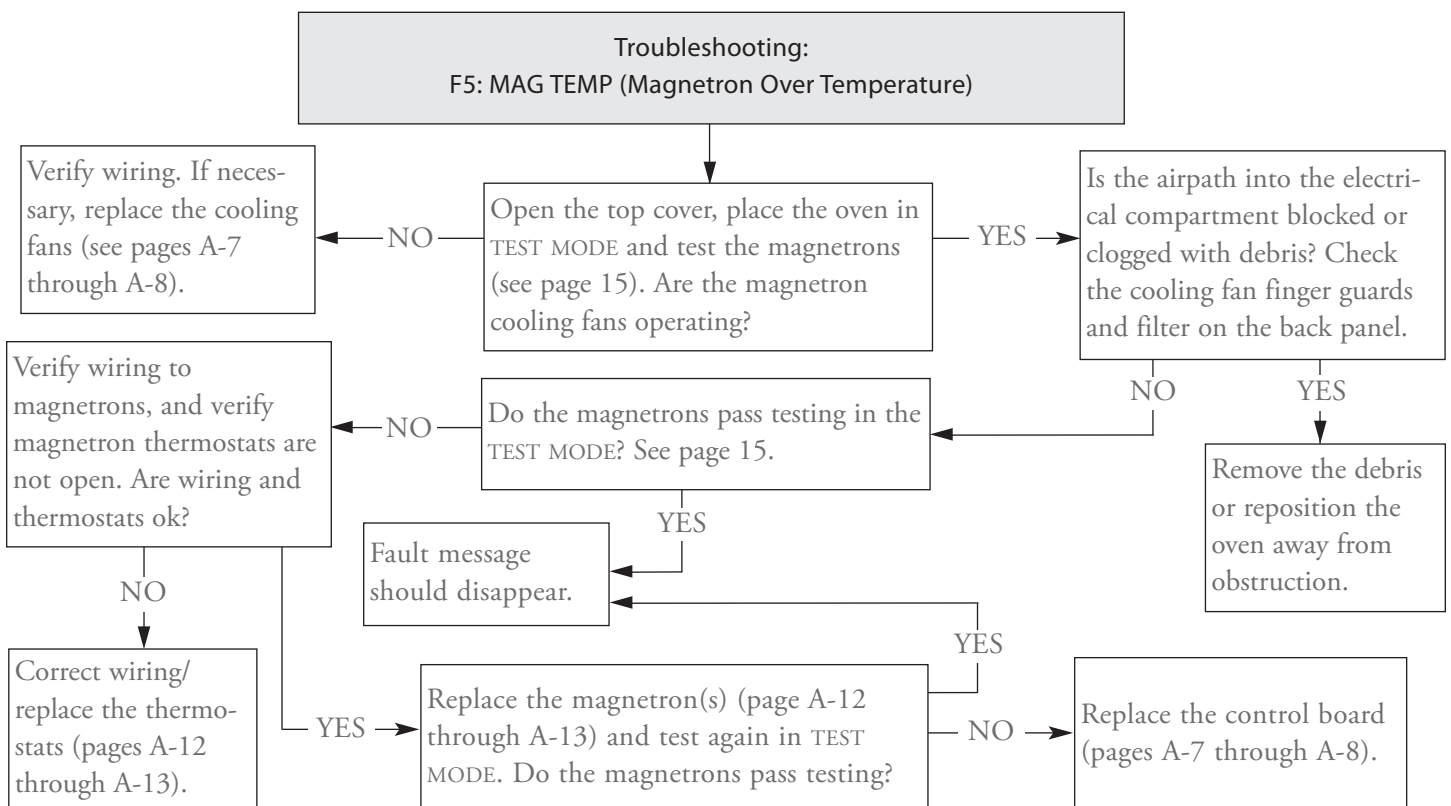 Troubleshooting:
F5: MAG TEMP (Magnetron Over Temperature)
Verify wiring. If neces-
sary, replace the cooling
fans (see pages A-7
through A-8).
NO
Open the top cover, place the oven in
TEST MODE and test the magnetrons
(see page 15). Are the magnetron
cooling fans operating?
YES
Is the airpath into the electri-
cal compartment blocked or
clogged with debris? Check
the cooling fan finger guards
and filter on the back panel.
NO
YES
Verify wiring to
magnetrons, and verify
magnetron thermostats are
not open. Are wiring and
thermostats ok?
NO
Do the magnetrons pass testing in the
TEST MODE? See page 15.
YES
Remove the debris
or reposition the
oven away from
obstruction.
Fault message
should disappear.
NO
YES
Correct wiring/
replace the thermo-
stats (pages A-12
through A-13).
YES
Replace the magnetron(s) (page A-12
through A-13) and test again in TEST
MODE. Do the magnetrons pass testing?
NO
Replace the control board
(pages A-7 through A-8).